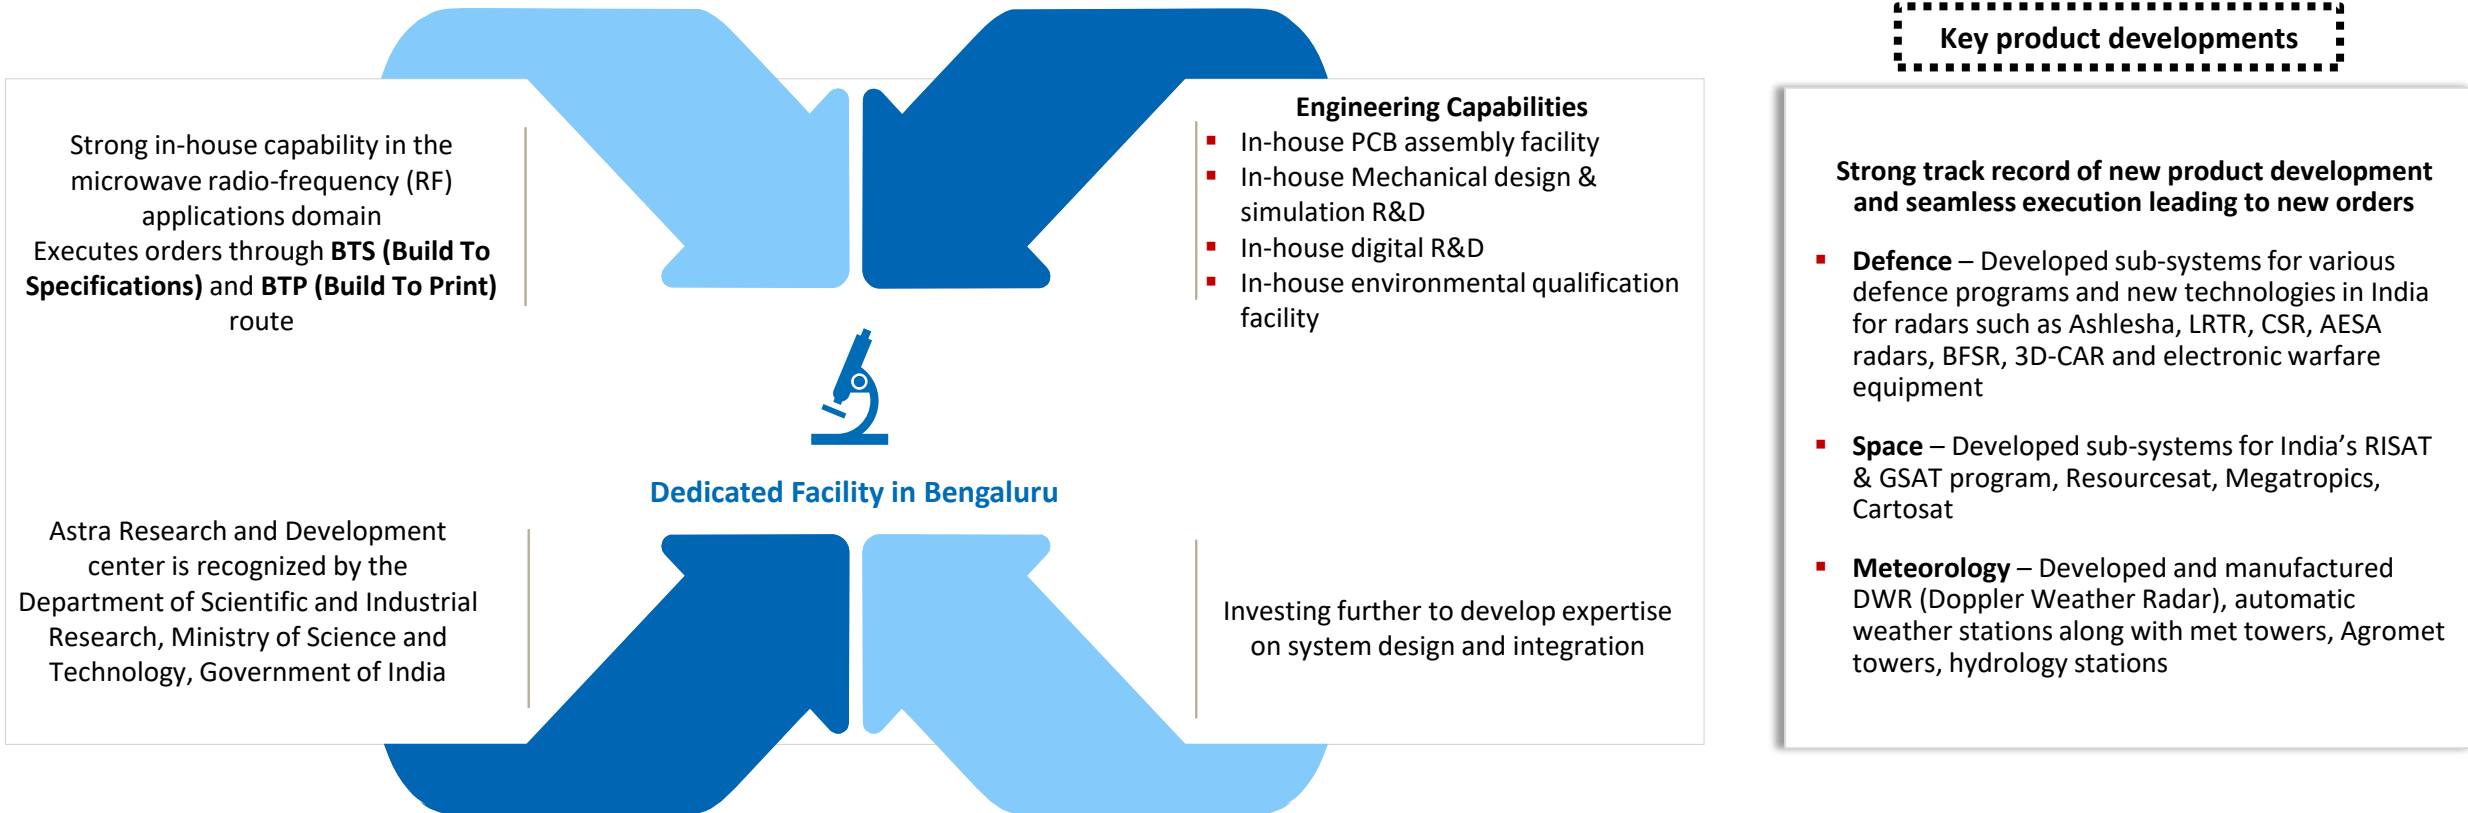 Strong in-house capability in the
microwave radio-frequency (RF)
applications domain
Executes orders through BTS (Build To
Specifications) and BTP (Build To Print)
route
Engineering Capabilities
▪ In-house PCB assembly facility
▪ In-house Mechanical design &
simulation R&D
▪ In-house digital R&D
▪ In-house environmental qualification
facility
Dedicated Facility in Bengaluru
Astra Research and Development
center is recognized by the
Department of Scientific and Industrial
Research, Ministry of Science and
Technology, Government of India
Investing further to develop expertise
on system design and integration
Key product developments
Strong track record of new product development
and seamless execution leading to new orders
▪ Defence – Developed sub-systems for various
defence programs and new technologies in India
for radars such as Ashlesha, LRTR, CSR, AESA
radars, BFSR, 3D-CAR and electronic warfare
equipment
▪ Space – Developed sub-systems for India’s RISAT
& GSAT program, Resourcesat, Megatropics,
Cartosat
▪ Meteorology – Developed and manufactured
DWR (Doppler Weather Radar), automatic
weather stations along with met towers, Agromet
towers, hydrology stations